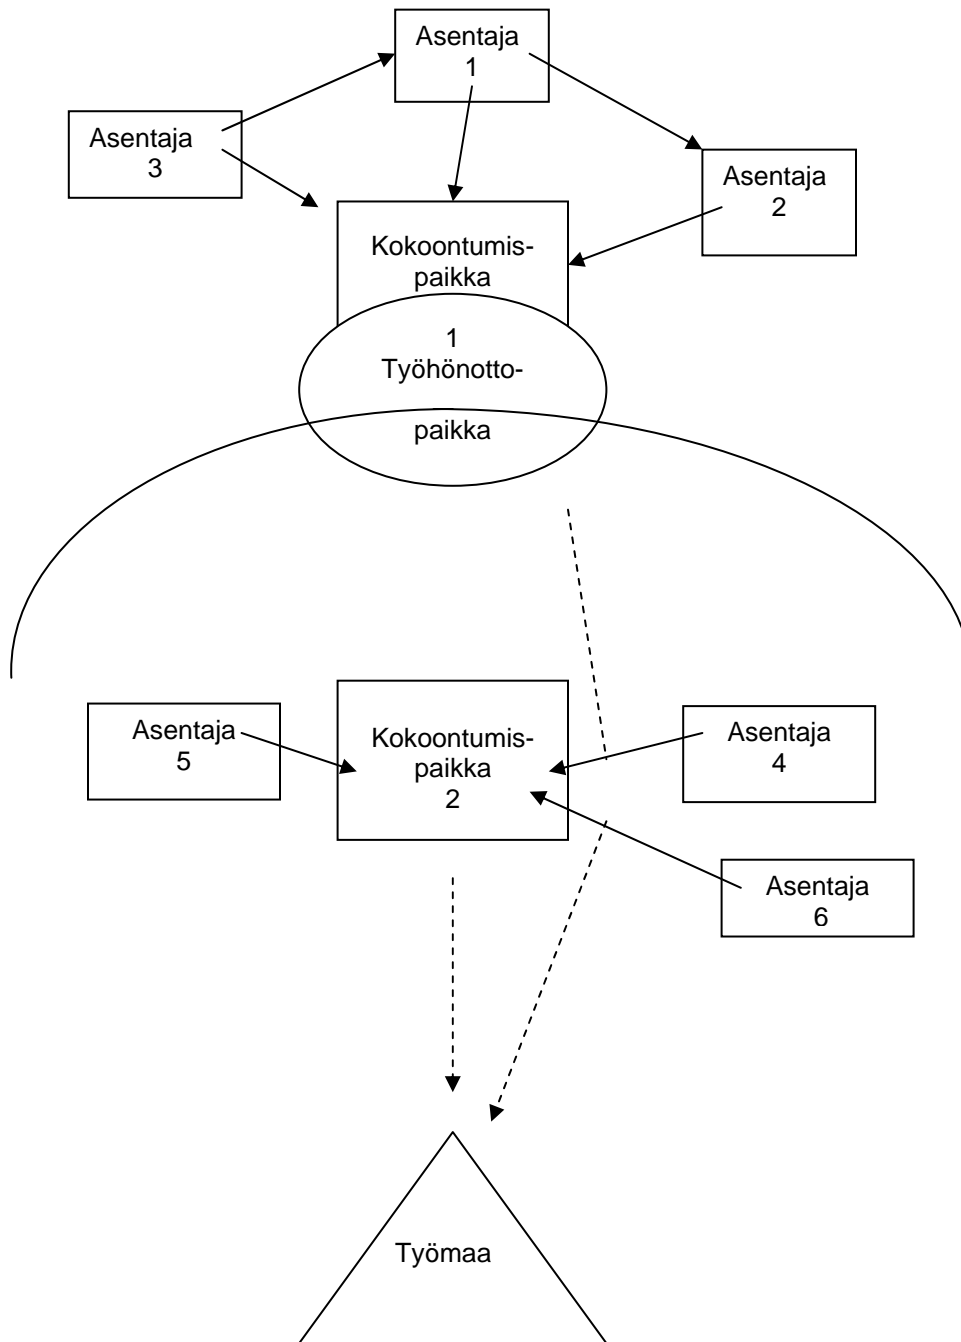 Asentaja
1
Asentaja
3
Asentaja
2
Kokoontumis-
paikka
1
Työhönotto-
paikka
Asentaja
5
Kokoontumis-
paikka
2
Asentaja
4
Asentaja
6
Työmaa